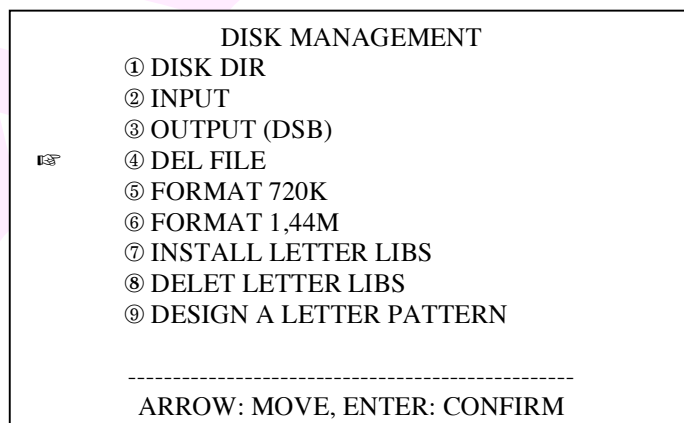 DISK MANAGEMENT
① DISK DIR
② INPUT
③ OUTPUT (DSB)
☞ ④ DEL FILE
⑤ FORMAT 720K
⑥ FORMAT 1,44M
⑦ INSTALL LETTER LIBS
⑧ DELET LETTER LIBS
⑨ DESIGN A LETTER PATTERN
--------------------------------------------------
ARROW: MOVE, ENTER: CONFIRM